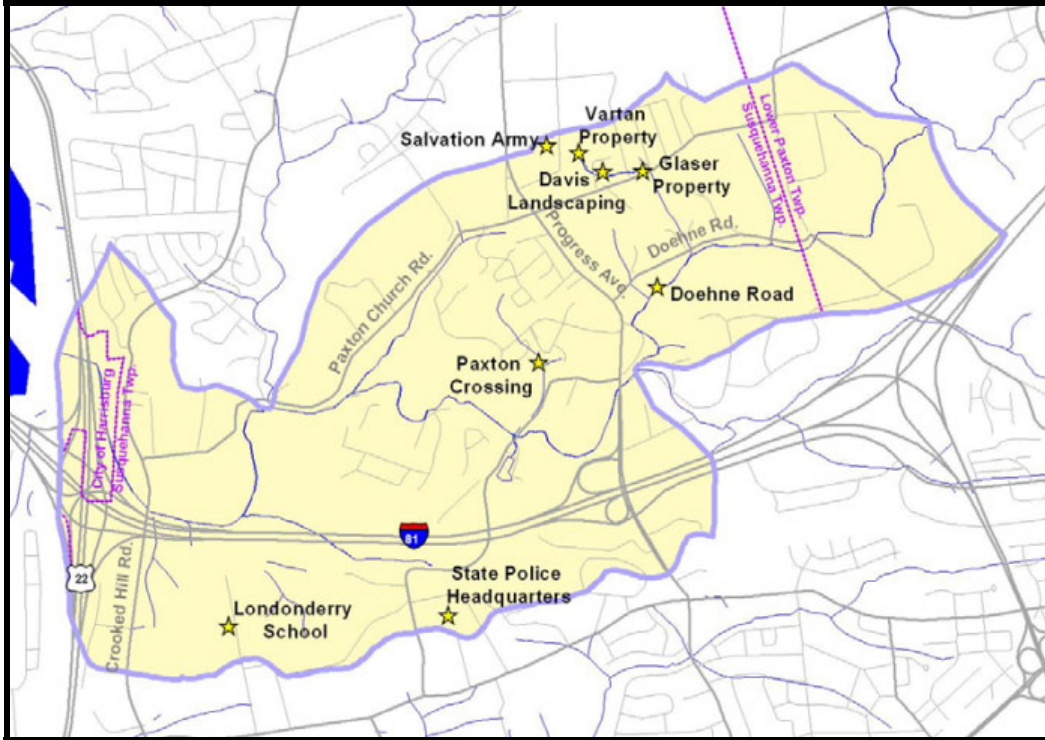 Lower Paxton Twp.
Susquehanna Twp.
Vartan
Property
Salvation Army
Glaser
Property
Davis
Landscaping
Progress Ave.
Doehne Rd.
Doehne Road
Paxton Church Rd.
Paxton
Crossing
City of Harrisburg
Susquehanna Twp.
81
22
Crooked Hill Rd.
State Police
Headquarters
Londonderry
School